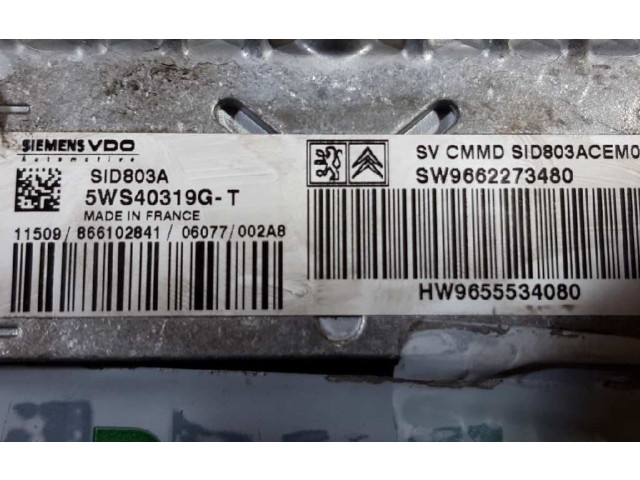 SIEMENS VDO
Automotive
SID803A
5WS40319G-T
MADE IN FRANCE
11509/866102841/06077/002A8
SV CMMD SID803ACEM0
SW9662273480
HW9655534080